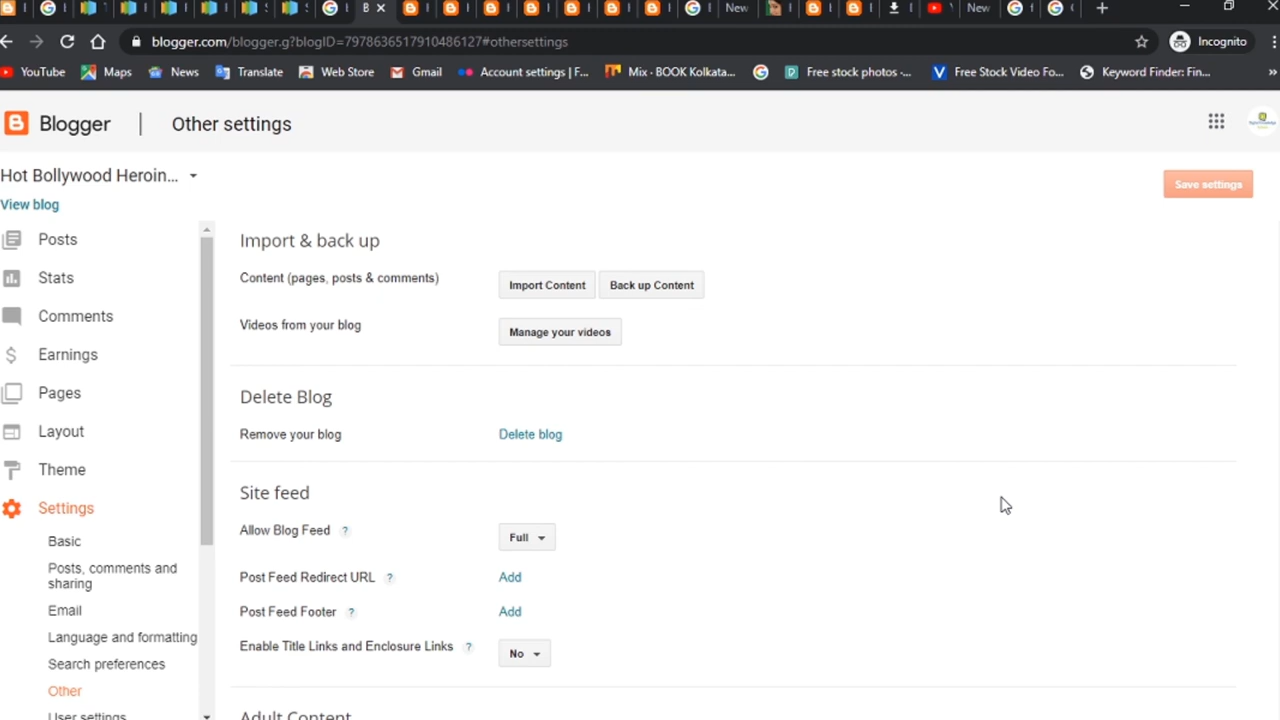 New
New
blogger.com/blogger.g?blogID=7978636517910486127#othersettings
Incognito
YouTube Maps News Translate Web Store Gmail Account settings | F... Mix - BOOK Kolkata... Free stock photos ·... Free Stock Video Fo... Keyword Finder: Fin... »
Blogger | Other settings
Hot Bollywood Heroin...
Save settings
View blog
Posts
Stats
Comments
Earnings
Pages
Layout
Theme
Settings
Basic
Posts, comments and
sharing
Email
Language and formatting
Search preferences
Other
User settings
Import & back up
Content (pages, posts & comments) Import Content Back up Content
Videos from your blog Manage your videos
Delete Blog
Remove your blog Delete blog
Site feed
Allow Blog Feed ? Full
Post Feed Redirect URL ? Add
Post Feed Footer ? Add
Enable Title Links and Enclosure Links ? No
Adult Content